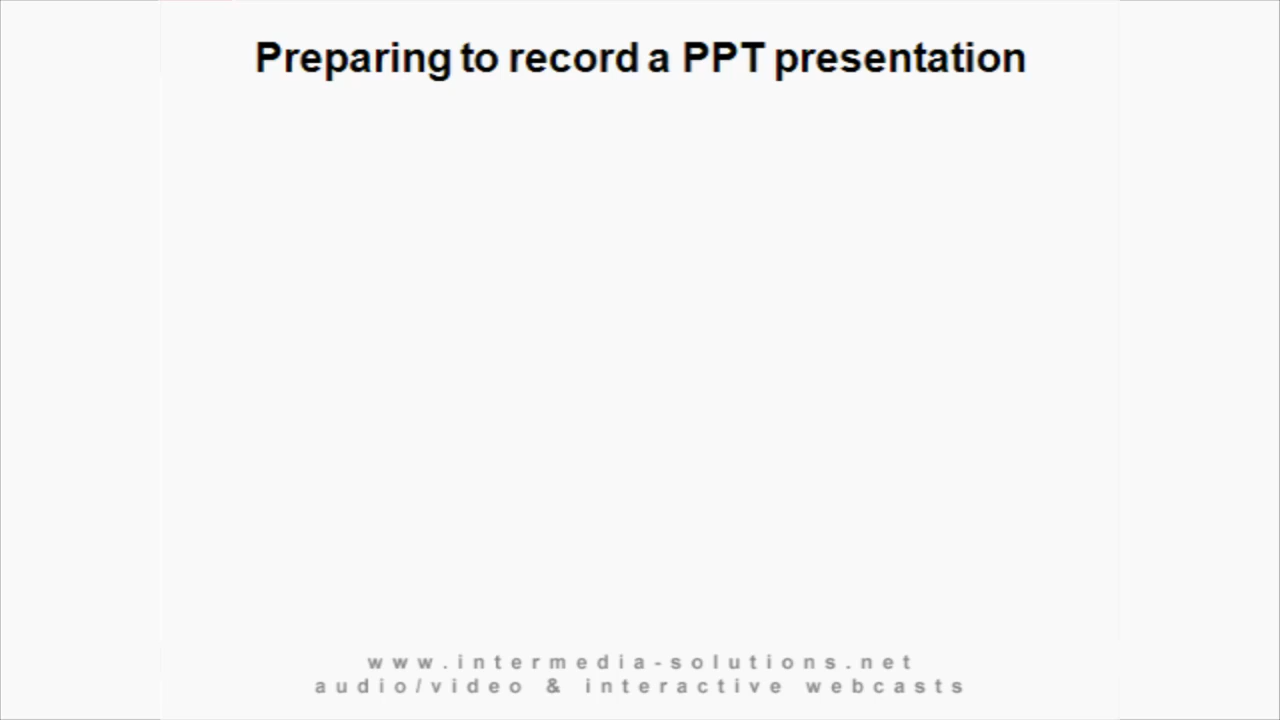 Preparing to record a PPT presentation
www.intermedia-solutions.net
audio/video & interactive webcasts